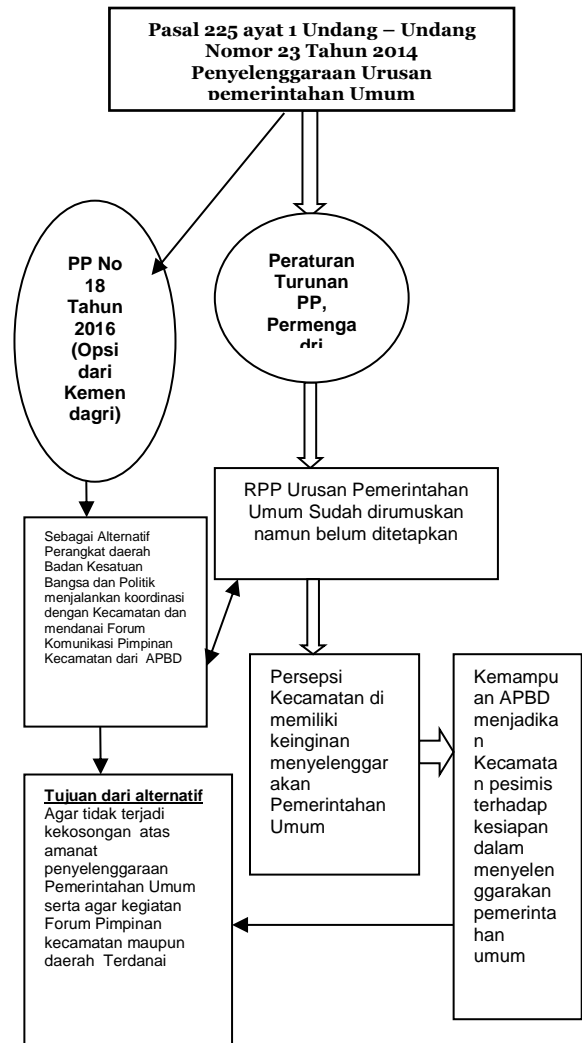 Pasal 225 ayat 1 Undang – Undang
Nomor 23 Tahun 2014
Penyelenggaraan Urusan
pemerintahan Umum
PP No
18
Tahun
2016
(Opsi
dari
Kemen
dagri)
Peraturan
Turunan
PP,
Permenga
dri
RPP Urusan Pemerintahan
Umum Sudah dirumuskan
namun belum ditetapkan
Sebagai Alternatif
Perangkat daerah
Badan Kesatuan
Bangsa dan Politik
menjalankan koordinasi
dengan Kecamatan dan
mendanai Forum
Komunikasi Pimpinan
Kecamatan dari APBD
Persepsi
Kecamatan di
memiliki
keinginan
menyelenggar
akan
Pemerintahan
Umum
Kemampu
an APBD
menjadika
n
Kecamata
n pesimis
terhadap
kesiapan
dalam
menyelen
ggarakan
pemerinta
han
umum
Tujuan dari alternatif
Agar tidak terjadi
kekosongan atas
amanat
penyelenggaraan
Pemerintahan Umum
serta agar kegiatan
Forum Pimpinan
kecamatan maupun
daerah Terdanai